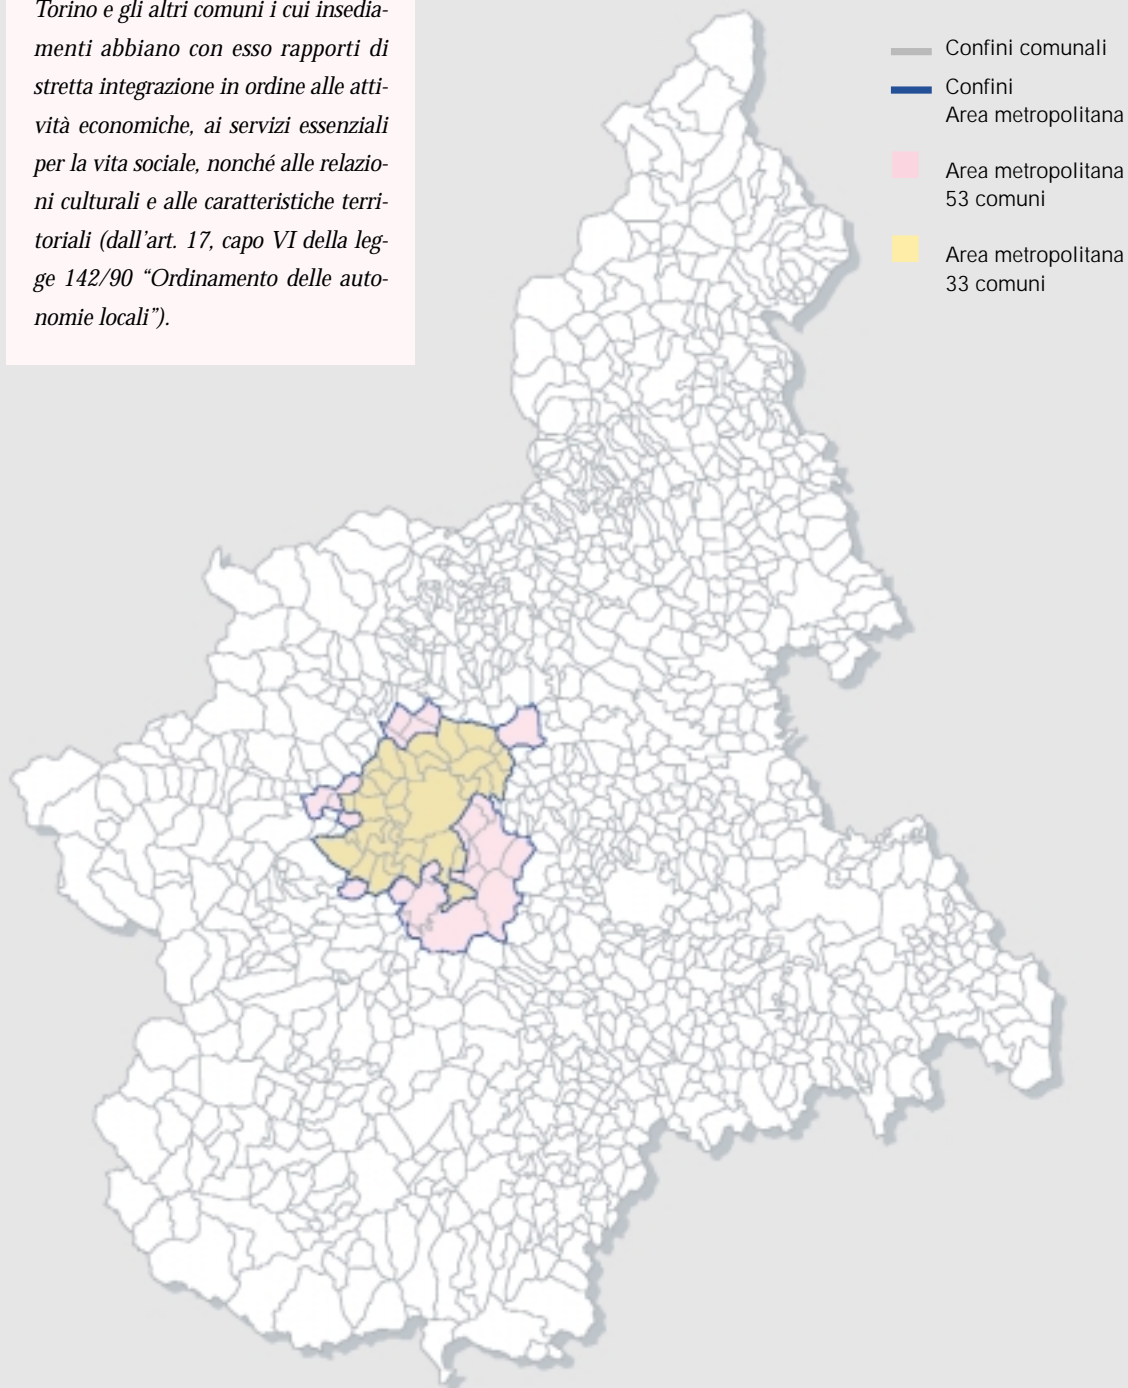 Torino e gli altri comuni i cui insedia-
menti abbiano con esso rapporti di
stretta integrazione in ordine alle atti-
vità economiche, ai servizi essenziali
per la vita sociale, nonché alle relazio-
ni culturali e alle caratteristiche terri-
toriali (dall'art. 17, capo VI della leg-
ge 142/90 “Ordinamento delle auto-
nomie locali”).
Confini comunali
Confini
Area metropolitana
Area metropolitana
53 comuni
Area metropolitana
33 comuni